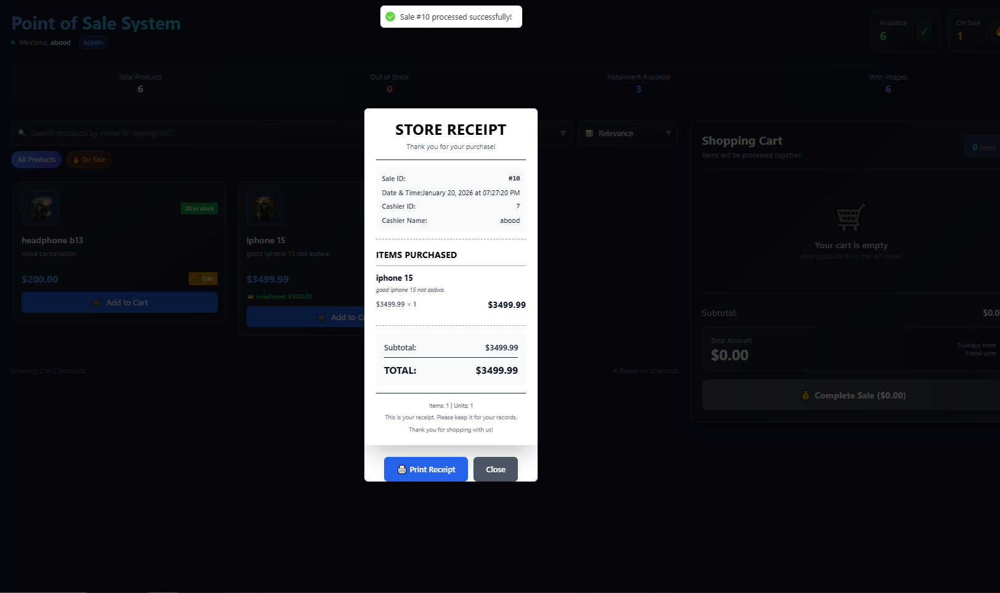 Sale #10 processed successfully!
Point of Sale System
Welcome, abood ADMIN
Available
6
On Sale
1
Total Products
6
Out of Stock
0
Installment Available
3
With Images
6
Search products by name or description...
Relevance
All Products
On Sale
20 in stock
headphone b13
noise cancellation
$200.00
Edit
Add to Cart
iphone 15
good iphone 15 not asdwa.
$3499.99
Installment: $3600.00
Add to Ca
Showing 2 of 2 products
Ready for checkout
STORE RECEIPT
Thank you for your purchase!
Sale ID: #10
Date & Time:January 20, 2026 at 07:27:20 PM
Cashier ID: 7
Cashier Name: abood
ITEMS PURCHASED
iphone 15
good iphone 15 not asdwa.
$3499.99 × 1 $3499.99
Subtotal: $3499.99
TOTAL: $3499.99
Items: 1 | Units: 1
This is your receipt. Please keep it for your records.
Thank you for shopping with us!
Print Receipt
Close
Shopping Cart
Items will be processed together
0 items
Your cart is empty
Add products from the left panel
Subtotal: $0.0
Total Amount
$0.00
0 unique items
0 total units
Complete Sale ($0.00)